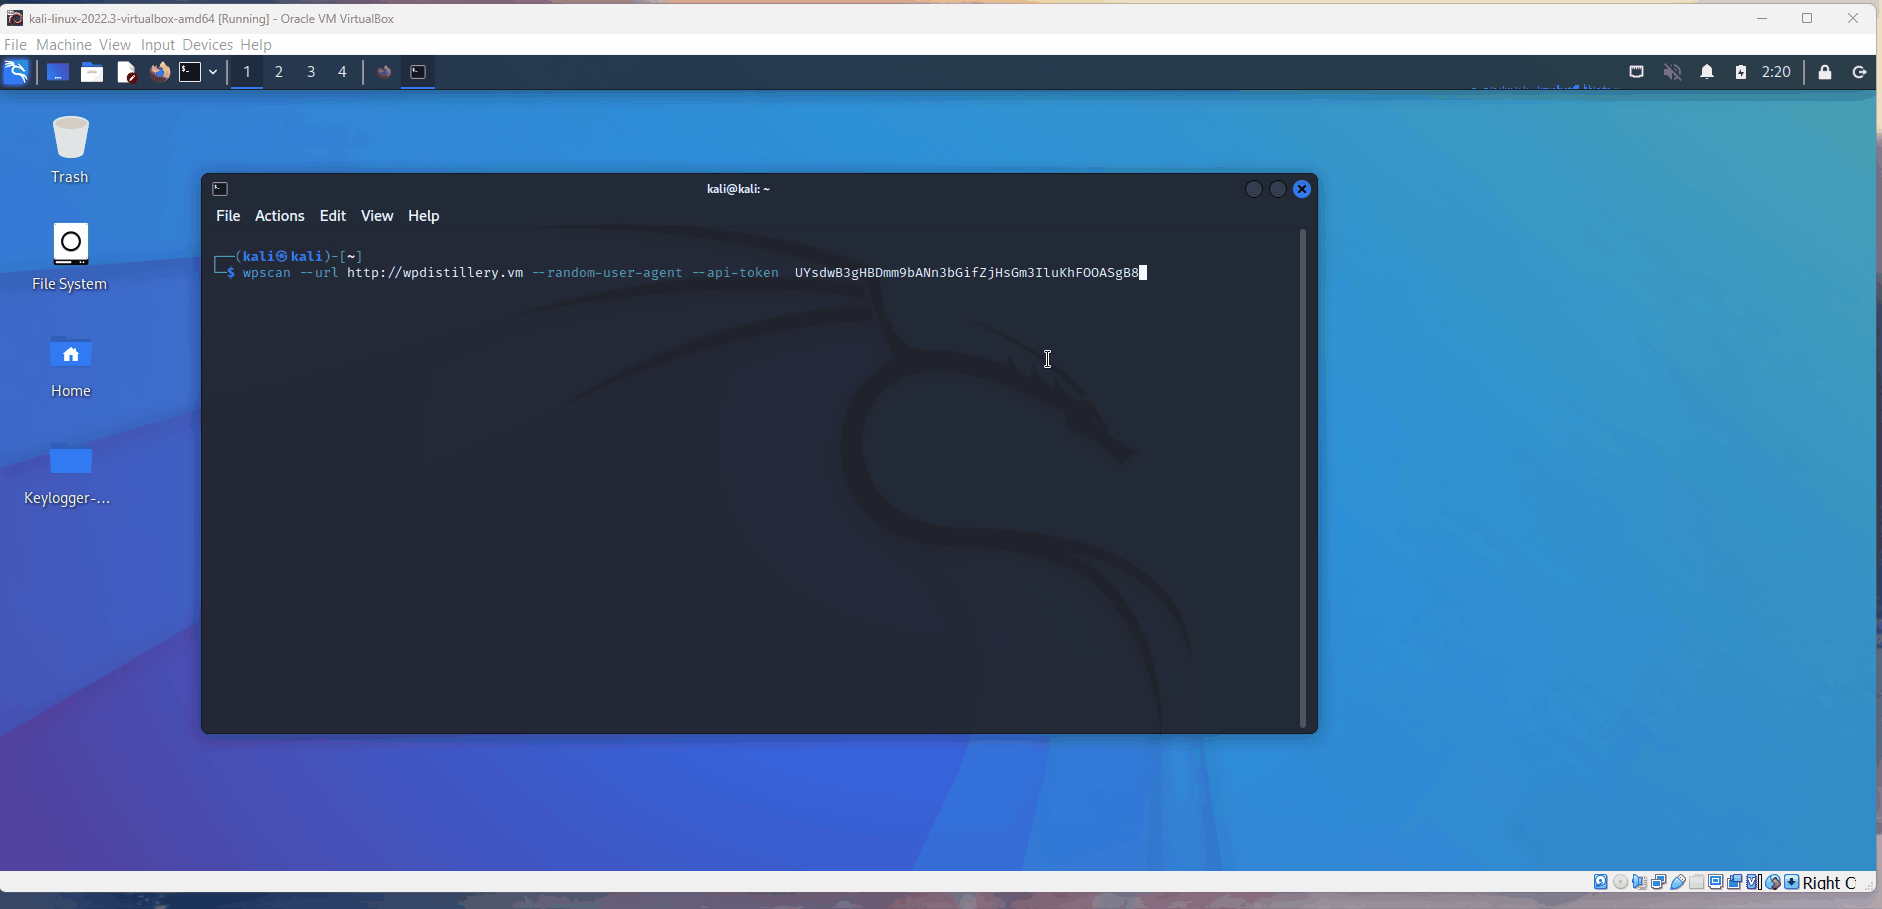 kali-linux-2022.3-virtualbox-amd64 [Running] - Oracle VM VirtualBox
File Machine View Input Devices Help
1 2 3 4 2:20
Trash
kali@kali: ~
File Actions Edit View Help
File System
┌──(kali㉿kali)-[~]
└─$ wpscan --url http://wpdistillery.vm --random-user-agent --api-token UYsdwB3gHBDmm9bANn3bGifZjHsGm3IluKhFOOASgB8
Home
Keylogger-...
Right C